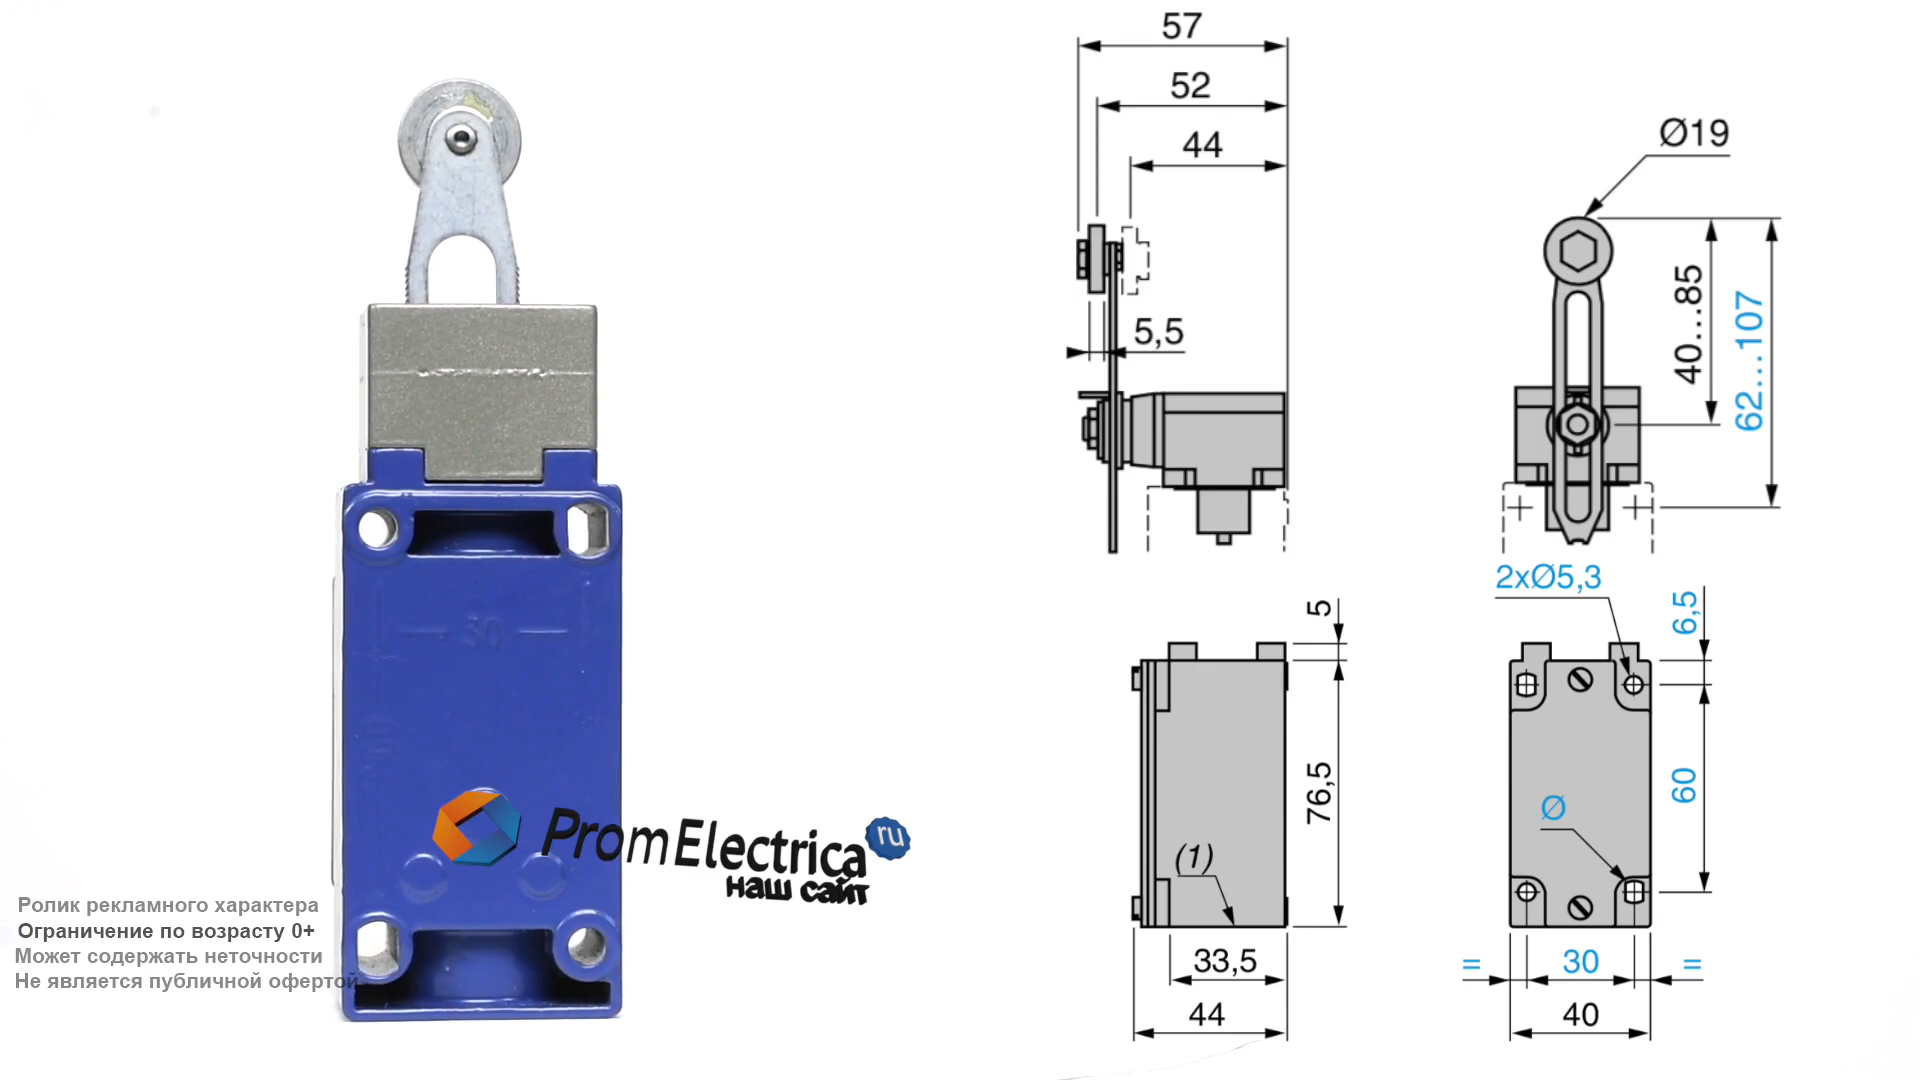 57
52
44
5,5
Ø19
40...85
62...107
2xØ5,3
6,5
60
Ø
= 30 =
40
5
76,5
(1)
33,5
44
30
60
PromElectrica ru
наш сайт
Ролик рекламного характера
Ограничение по возрасту 0+
Может содержать неточности
Не является публичной офертой